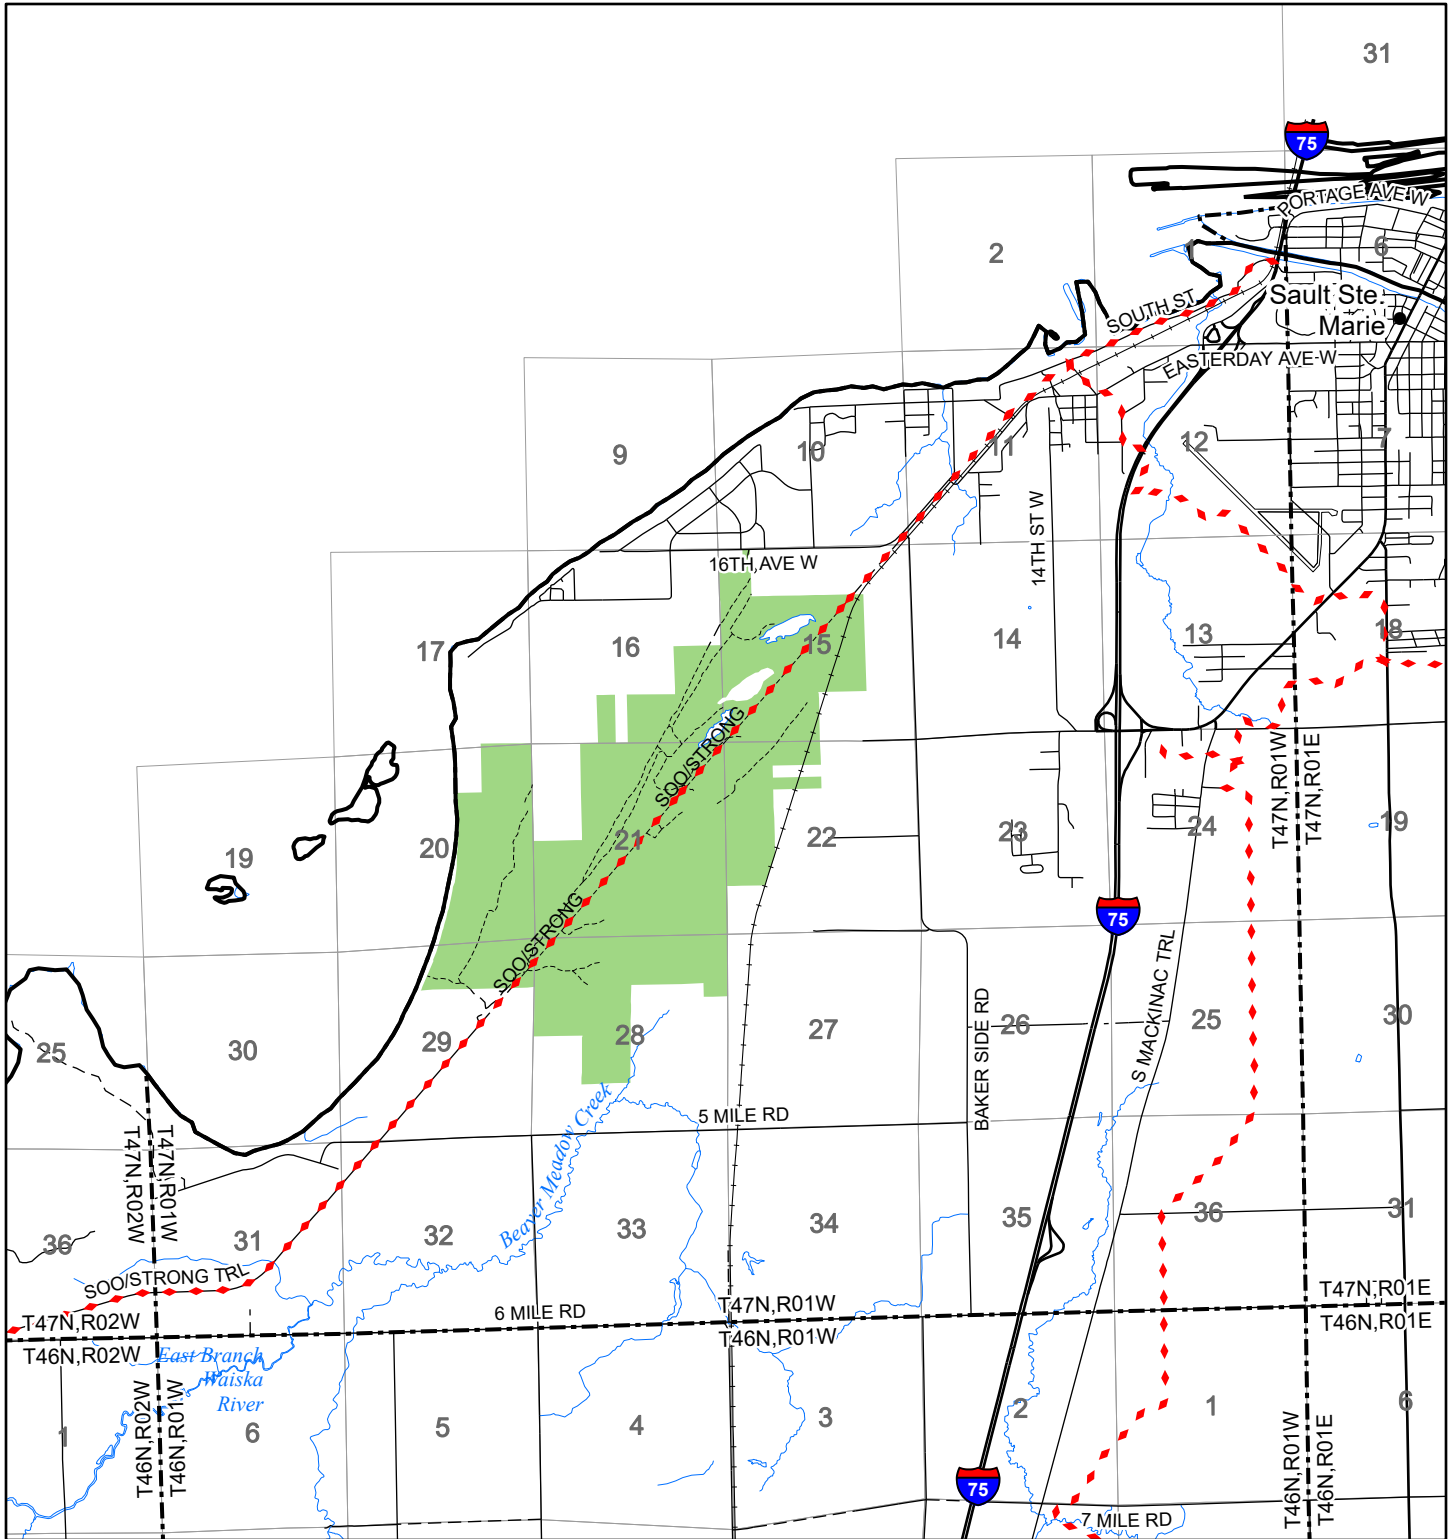 31
75
PORTAGE AVE W
2
1
6
SOUTH ST
Sault Ste.
Marie
EASTERDAY AVE W
9
10
11
12
7
14TH ST W
16TH AVE W
17
16
15
14
13
18
SOO/STRONG
T47N,R01W
T47N,R01E
19
20
21
22
23
24
19
SOO/STRONG
75
S MACKINAC TRL
25
30
29
28
27
26
25
30
BAKER SIDE RD
Beaver Meadow Creek
5 MILE RD
T47N,R02W
T47N,R01W
36
31
32
33
34
35
36
31
SOO/STRONG TRL
T47N,R02W
6 MILE RD
T47N,R01W
T47N,R01E
T46N,R02W
T46N,R01W
T46N,R01E
East Branch
Waiska
River
T46N,R02W
T46N,R01W
1
6
5
4
3
2
1
6
T46N,R01W
T46N,R01E
75
7 MILE RD